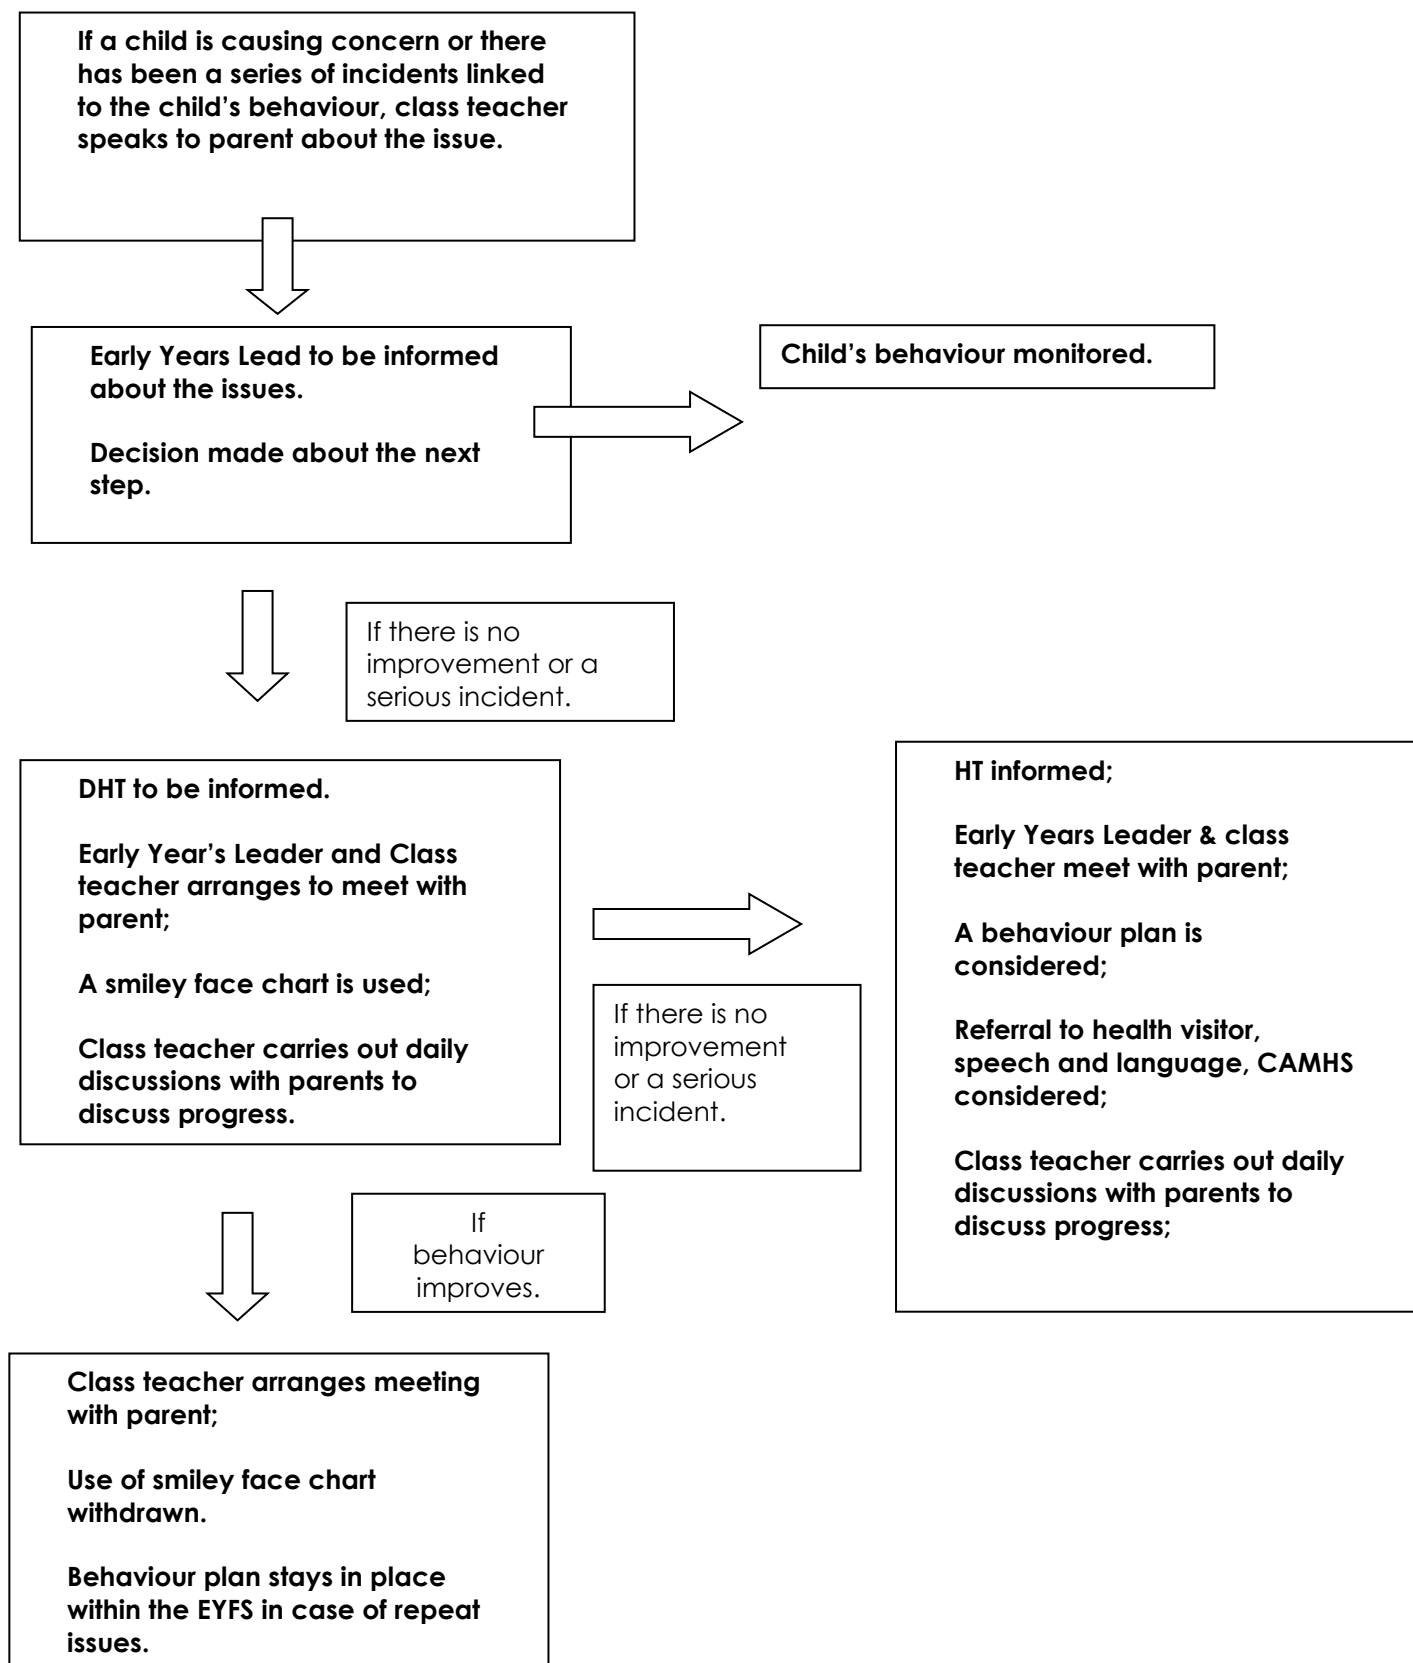 If a child is causing concern or there
has been a series of incidents linked
to the child’s behaviour, class teacher
speaks to parent about the issue.
Early Years Lead to be informed
about the issues.
Decision made about the next
step.
Child’s behaviour monitored.
If there is no
improvement or a
serious incident.
DHT to be informed.
Early Year’s Leader and Class
teacher arranges to meet with
parent;
A smiley face chart is used;
Class teacher carries out daily
discussions with parents to
discuss progress.
If there is no
improvement
or a serious
incident.
HT informed;
Early Years Leader & class
teacher meet with parent;
A behaviour plan is
considered;
Referral to health visitor,
speech and language, CAMHS
considered;
Class teacher carries out daily
discussions with parents to
discuss progress;
If
behaviour
improves.
Class teacher arranges meeting
with parent;
Use of smiley face chart
withdrawn.
Behaviour plan stays in place
within the EYFS in case of repeat
issues.